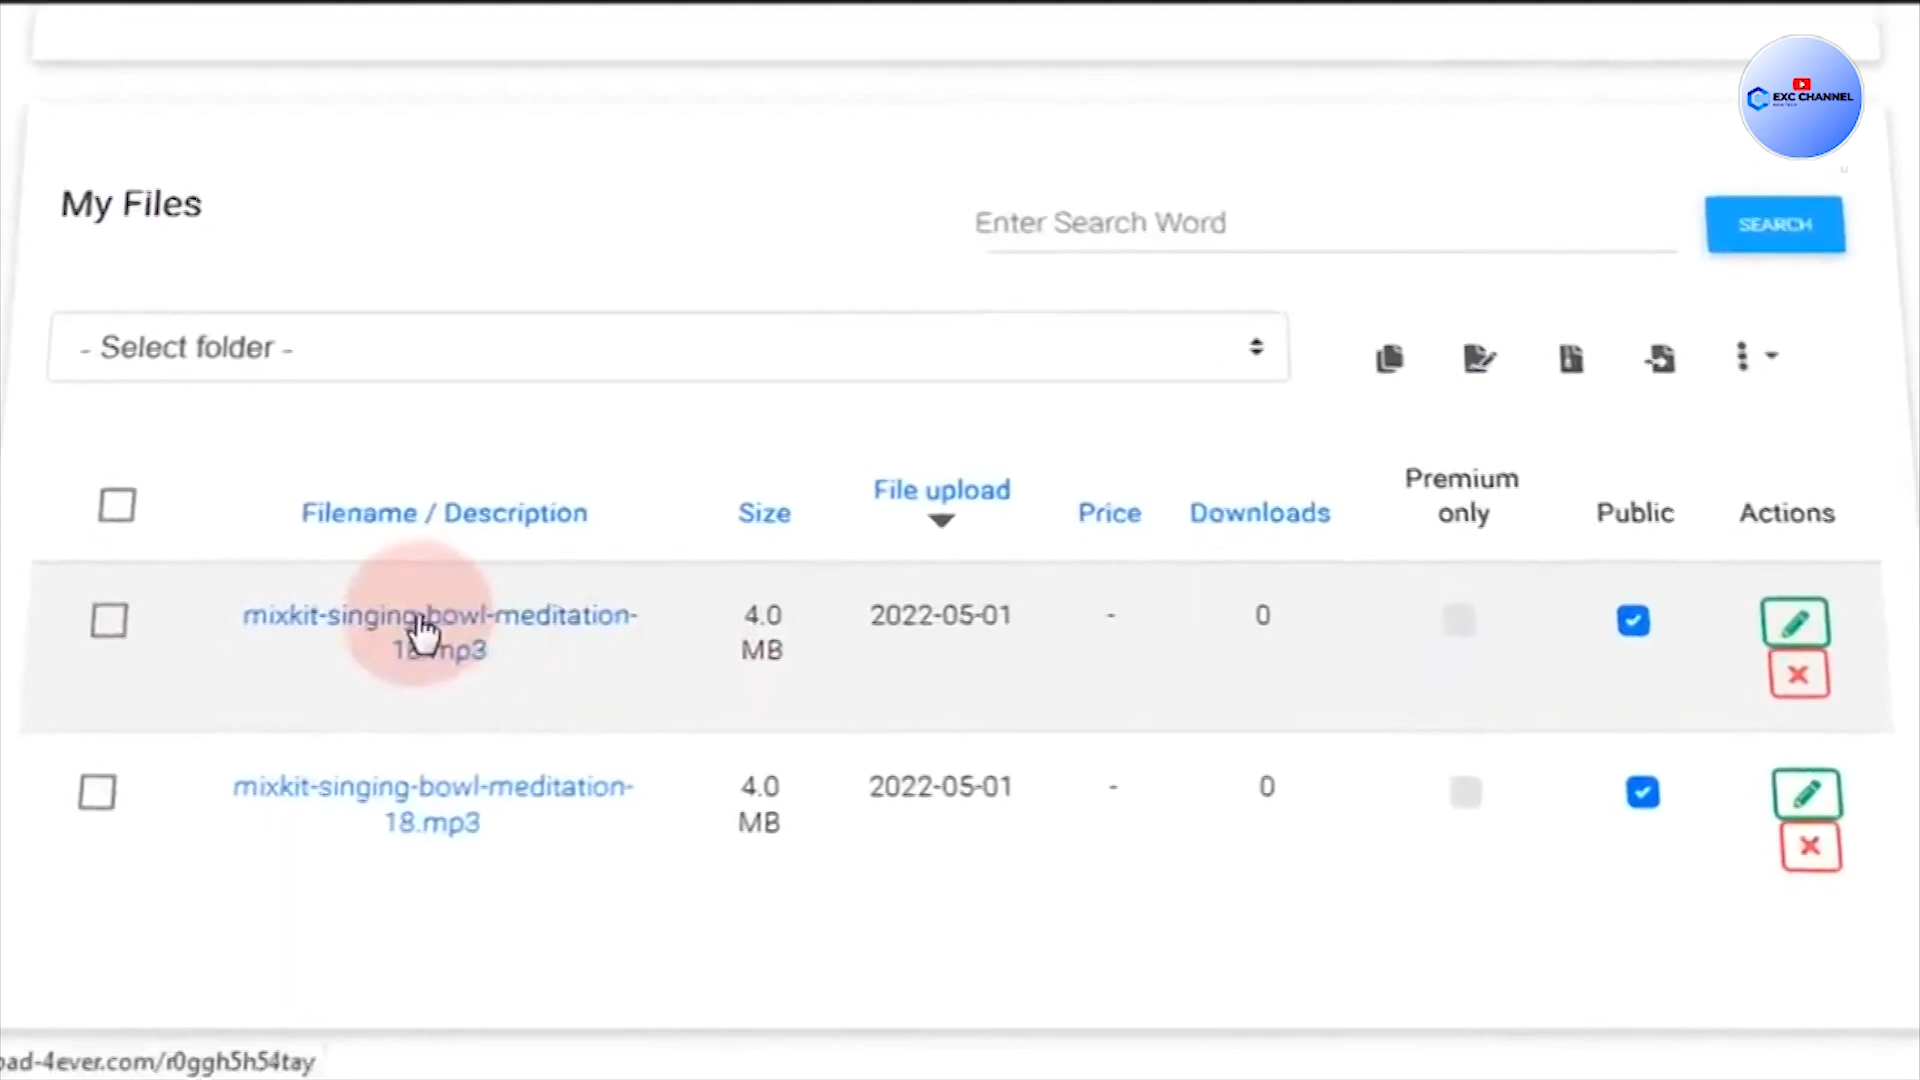 EXC CHANNEL
My Files
Enter Search Word
SEARCH
- Select folder -
Filename / Description
Size
File upload
Price
Downloads
Premium
only
Public
Actions
mixkit-singing-bowl-meditation-
18.mp3
4.0
MB
2022-05-01
-
0
mixkit-singing-bowl-meditation-
18.mp3
4.0
MB
2022-05-01
-
0
oad-4ever.com/r0ggh5h54tay